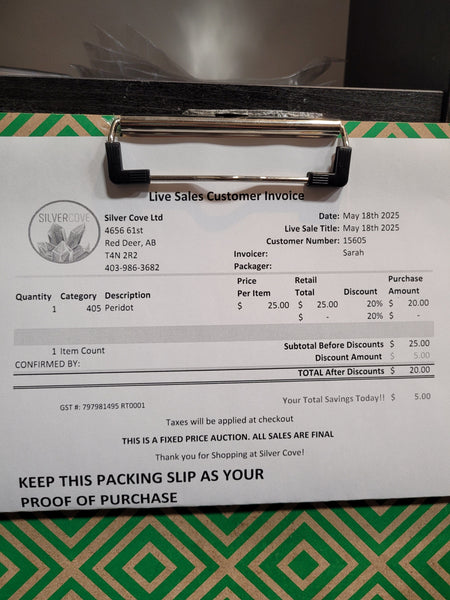 Live Sales Customer Invoice
SILVERCOVE
Silver Cove Ltd
4656 61st
Red Deer, AB
T4N 2R2
403-986-3682
Date: May 18th 2025
Live Sale Title: May 18th 2025
Customer Number: 15605
Invoicer: Sarah
Packager:
Quantity Category Description Price Per Item Retail Total Discount Purchase Amount
1 405 Peridot $ 25.00 $ 25.00 20% $ 20.00
$ - 20% $ -
1 Item Count Subtotal Before Discounts $ 25.00
Discount Amount $ 5.00
CONFIRMED BY: TOTAL After Discounts $ 20.00
GST #: 797981495 RT0001 Your Total Savings Today!! $ 5.00
Taxes will be applied at checkout
THIS IS A FIXED PRICE AUCTION. ALL SALES ARE FINAL
Thank you for Shopping at Silver Cove!
KEEP THIS PACKING SLIP AS YOUR
PROOF OF PURCHASE